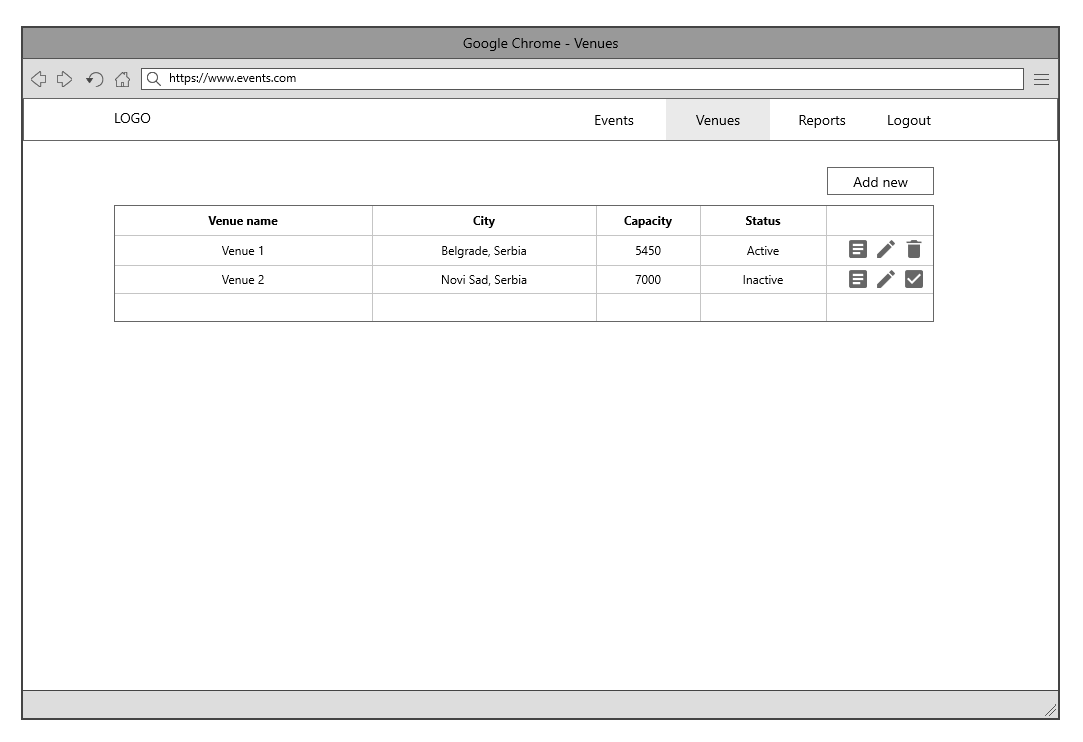 Google Chrome - Venues
https://www.events.com
LOGO Events Venues Reports Logout
Add new
Venue name City Capacity Status
Venue 1 Belgrade, Serbia 5450 Active
Venue 2 Novi Sad, Serbia 7000 Inactive